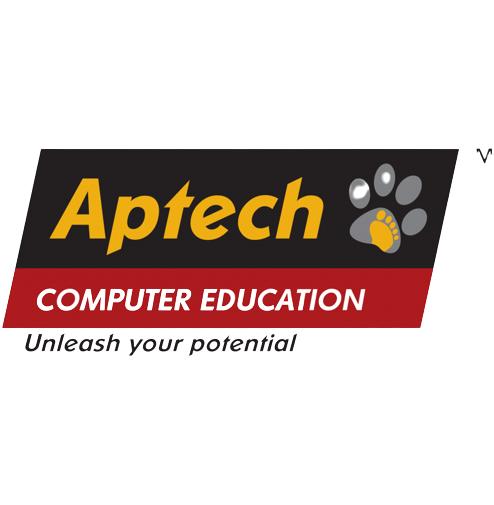 Aptech
COMPUTER EDUCATION
Unleash your potential